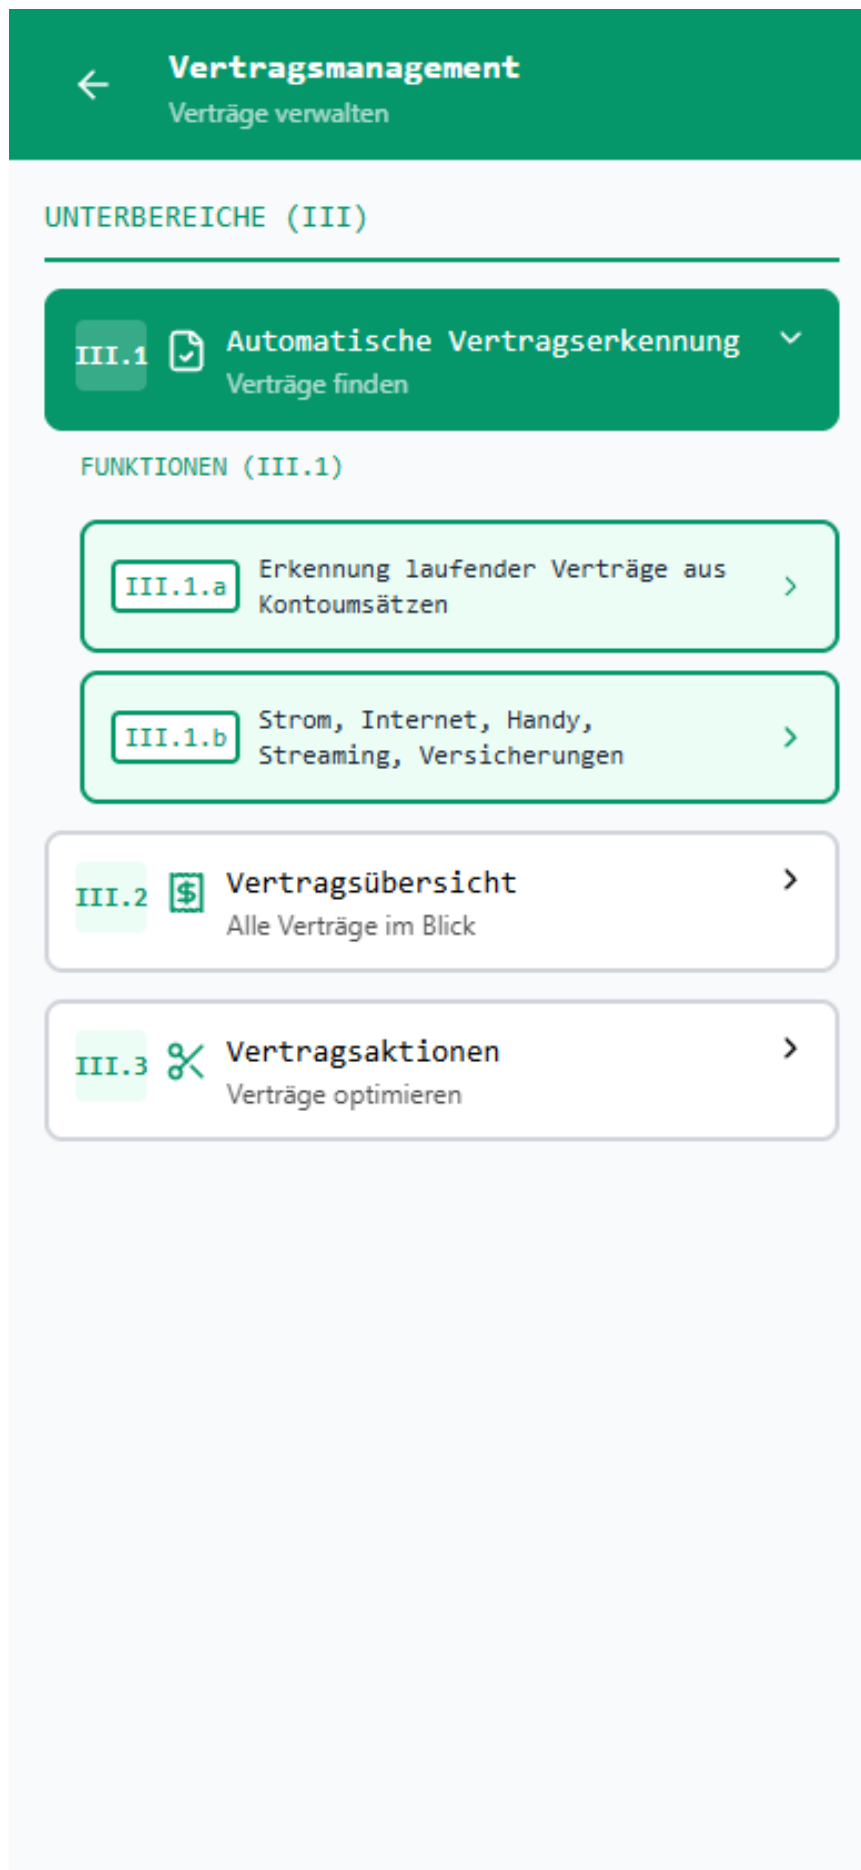 Vertragsmanagement
Verträge verwalten
UNTERBEREICHE (III)
III.1
Automatische Vertragserkennung
Verträge finden
FUNKTIONEN (III.1)
III.1.a
Erkennung laufender Verträge aus
Kontoumsätzen
III.1.b
Strom, Internet, Handy,
Streaming, Versicherungen
III.2
Vertragsübersicht
Alle Verträge im Blick
III.3
Vertragsaktionen
Verträge optimieren